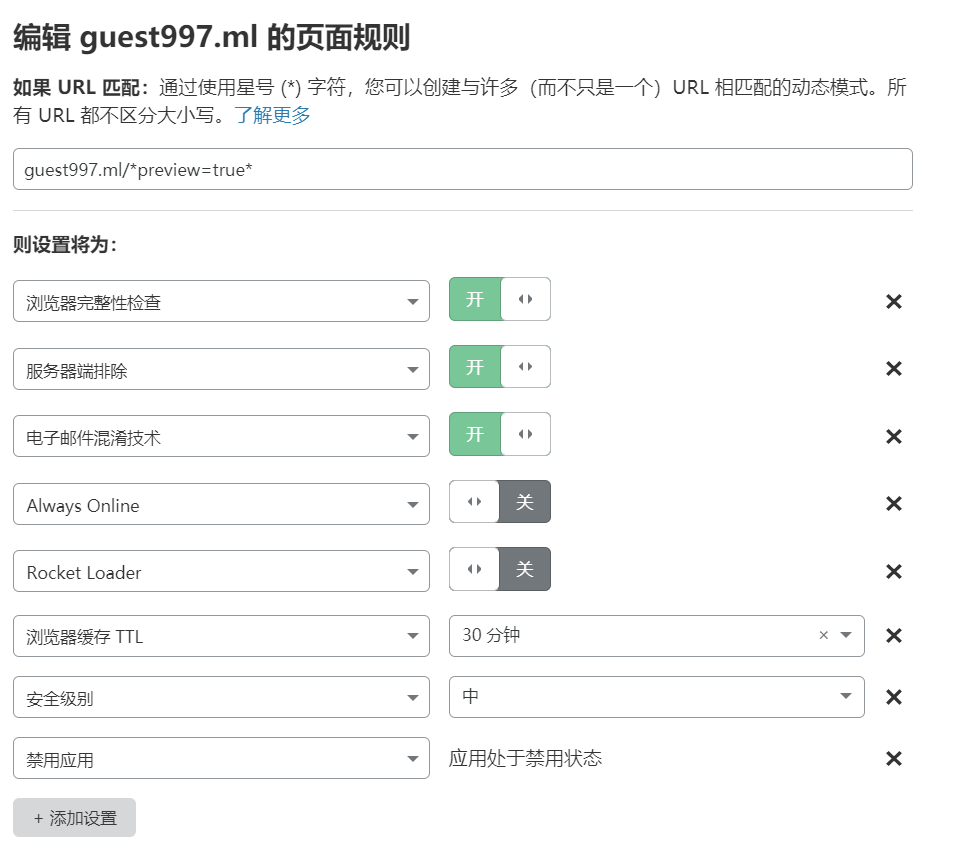 编辑 guest997.ml 的页面规则
如果 URL 匹配：通过使用星号 (*) 字符，您可以创建与许多（而不只是一个）URL 相匹配的动态模式。所
有 URL 都不区分大小写。了解更多
guest997.ml/*preview=true*
则设置将为：
浏览器完整性检查 开
服务器端排除 开
电子邮件混淆技术 开
Always Online 关
Rocket Loader 关
浏览器缓存 TTL 30 分钟
安全级别 中
禁用应用 应用处于禁用状态
+ 添加设置